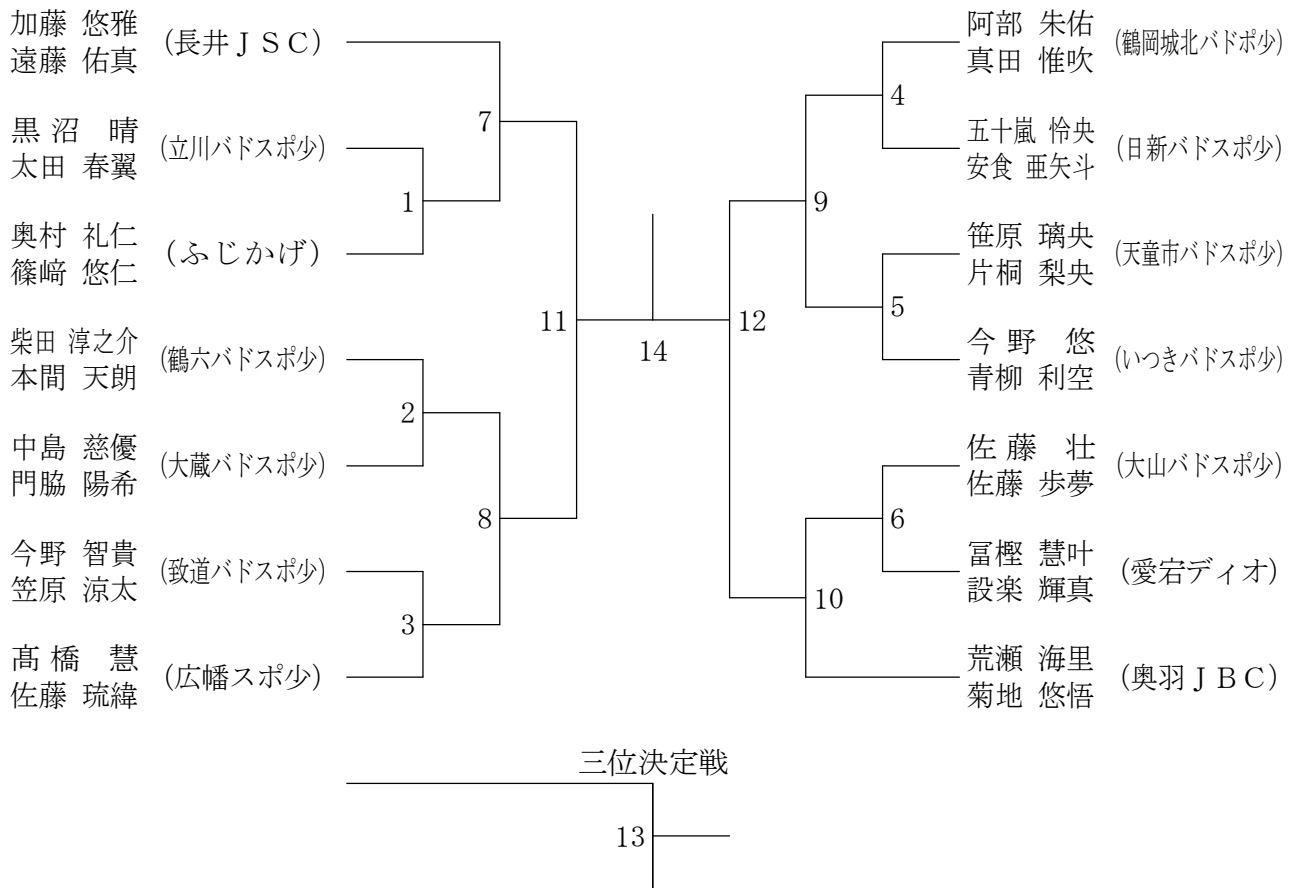 加藤 悠雅
遠藤 佑真
(長井ＪＳＣ)
黒沼 晴
太田 春翼
(立川バドスポ少)
奥村 礼仁
篠﨑 悠仁
(ふじかげ)
柴田 淳之介
本間 天朗
(鶴六バドスポ少)
中島 慈優
門脇 陽希
(大蔵バドスポ少)
今野 智貴
笠原 涼太
(致道バドスポ少)
髙橋 慧
佐藤 琉緯
(広幡スポ少)
7
1
2
8
3
11
14
12
4
9
5
6
10
阿部 朱佑
真田 惟吹
(鶴岡城北バドポ少)
五十嵐 怜央
安食 亜矢斗
(日新バドスポ少)
笹原 璃央
片桐 梨央
(天童市バドスポ少)
今野 悠
青柳 利空
(いつきバドスポ少)
佐藤 壮
佐藤 歩夢
(大山バドスポ少)
冨樫 慧叶
設楽 輝真
(愛宕ディオ)
荒瀬 海里
菊地 悠悟
(奥羽ＪＢＣ)
三位決定戦
13